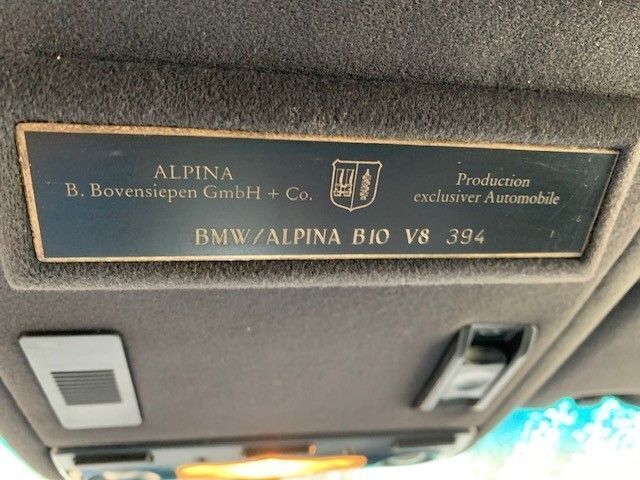 ALPINA
B. Bovensiepen GmbH + Co.
Production
exclusiver Automobile
BMW/ALPINA B10 V8 394